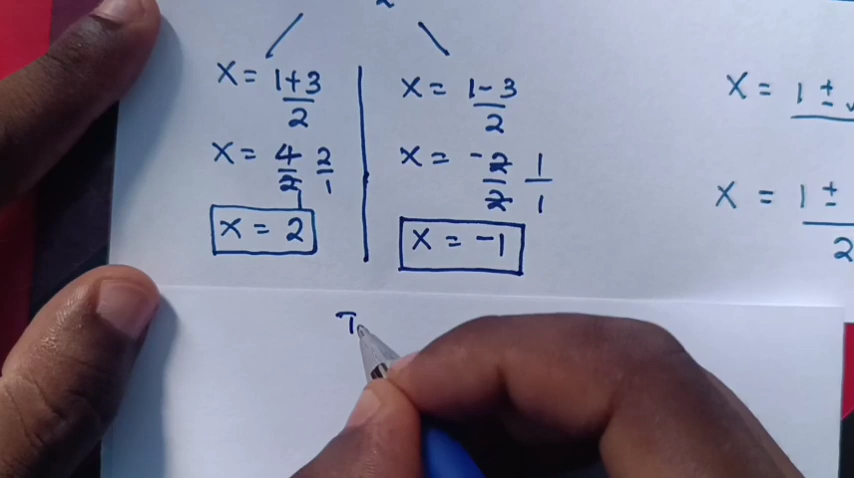 x = 1+3/2
x = 4/2 2/1
x = 2
x = 1-3/2
x = -2/2 1/1
x = -1
T
x = 1 ±
x = 1 ± / 2